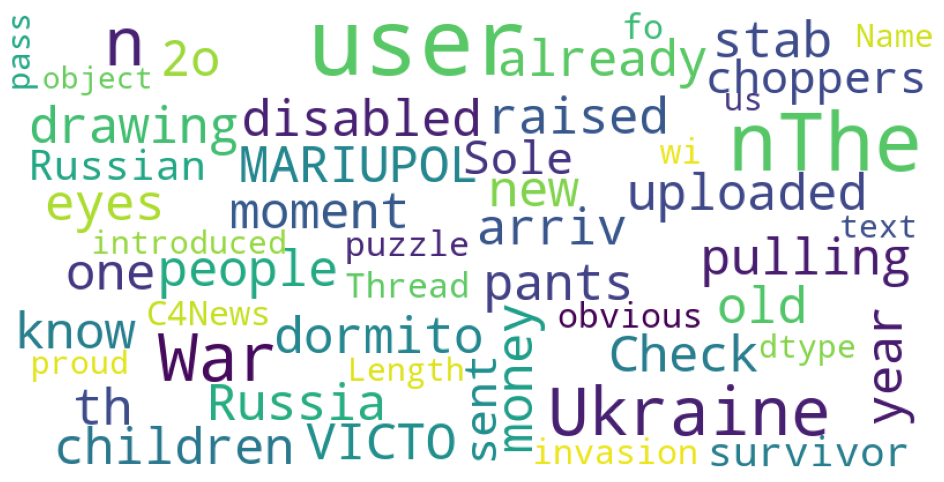 pass
n
2o
user
already
fo
stab
Name
object
choppers
us
drawing
disabled
raised
nThe
Russian
MARIUPOL
Sole
wi
eyes
moment
new
uploaded
introduced
puzzle
arriv
text
one
people
Thread
pants
pulling
know
C4News
dormito
money
obvious
old
proud
War
Length
Check
dtype
th
Russia
sent
Ukraine
year
children
VICTO
invasion
survivor